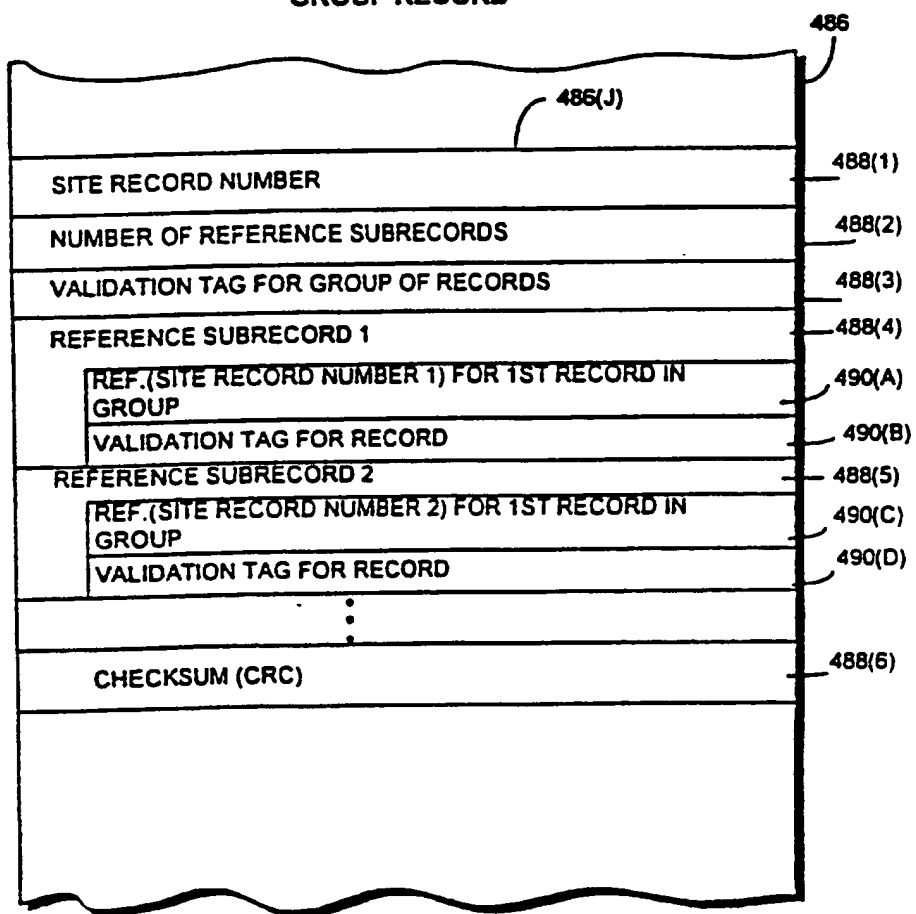 GROUP RECORD
486
486(J)
SITE RECORD NUMBER 488(1)
NUMBER OF REFERENCE SUBRECORDS 488(2)
VALIDATION TAG FOR GROUP OF RECORDS 488(3)
REFERENCE SUBRECORD 1 488(4)
REF.(SITE RECORD NUMBER 1) FOR 1ST RECORD IN
GROUP 490(A)
VALIDATION TAG FOR RECORD 490(B)
REFERENCE SUBRECORD 2 488(5)
REF.(SITE RECORD NUMBER 2) FOR 1ST RECORD IN
GROUP 490(C)
VALIDATION TAG FOR RECORD 490(D)
CHECKSUM (CRC) 488(6)